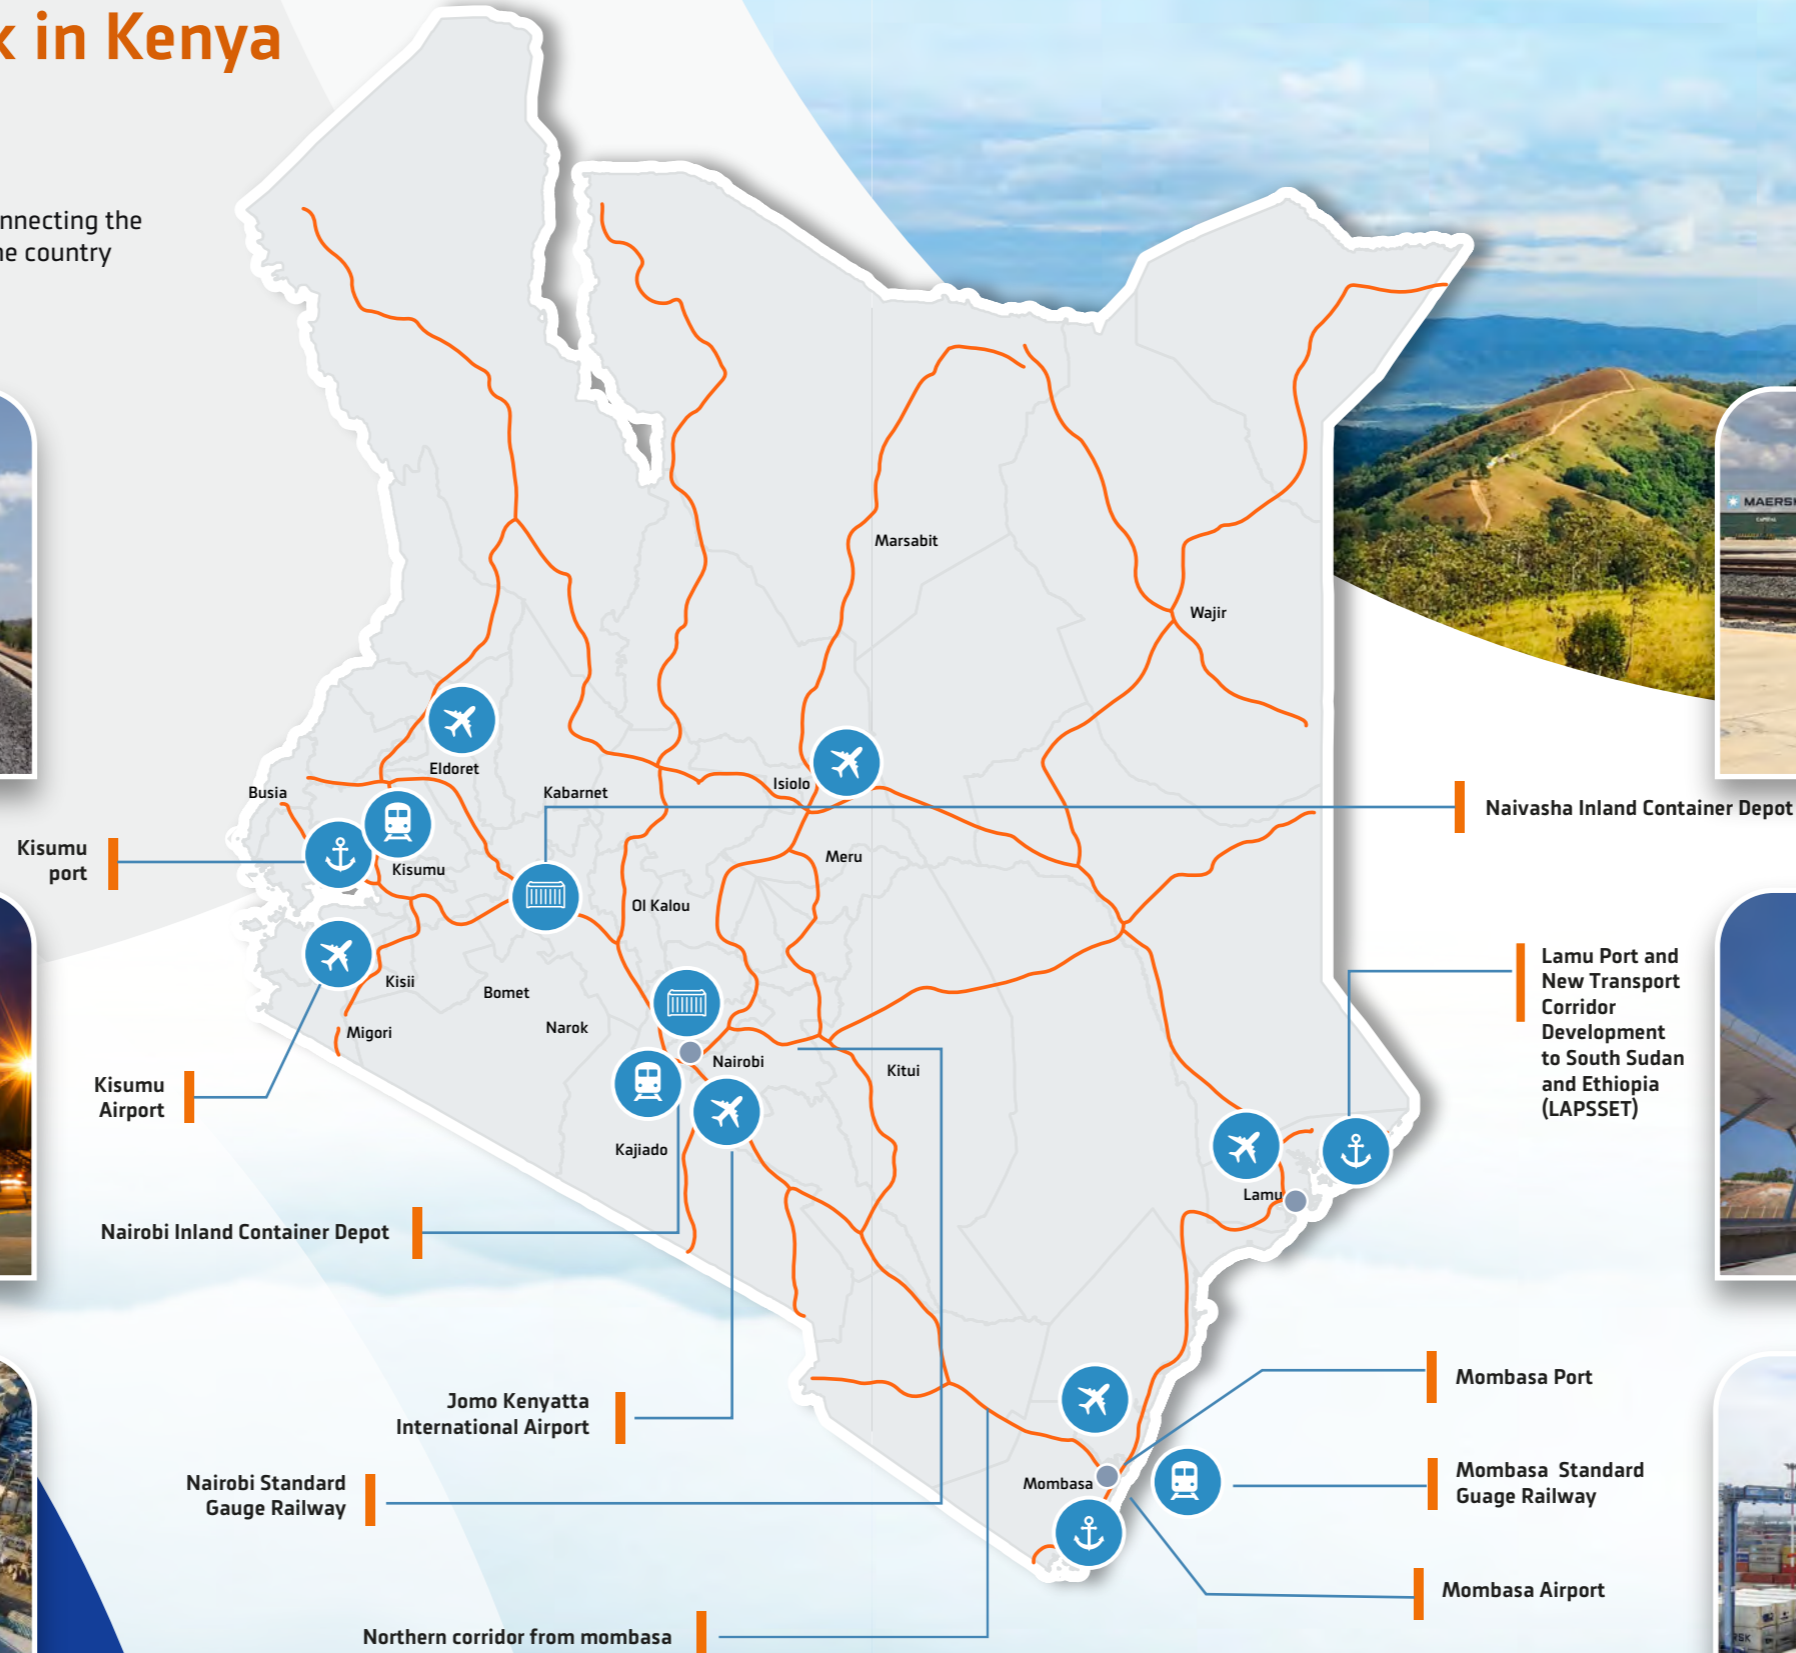 in Kenya
the
country
MAERSK
Marsabit
Wajir
Eldoret
Busia
Kabarnet
Isiolo
Naivasha Inland Container Depot
Kisumu
port
Kisumu
Meru
Ol Kalou
Lamu Port and
New Transport
Corridor
Development
to South Sudan
and Ethiopia
(LAPSSET)
Kisii
Bomet
Narok
Migori
Nairobi
Kitui
Kisumu
Airport
Kajiado
Lamu
Nairobi Inland Container Depot
Jomo Kenyatta
International Airport
Mombasa Port
Nairobi Standard
Gauge Railway
Mombasa
Mombasa Standard
Guage Railway
Mombasa Airport
Northern corridor from mombasa